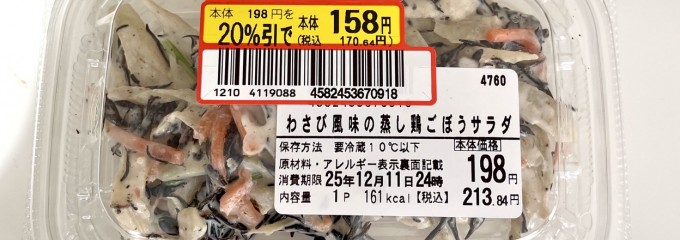 本体 198円を
20%引で
本体 158円
(税込 170.64円)
1210 4119088 4582453670918
4760
わさび風味の蒸し鶏ごぼうサラダ
保存方法 要冷蔵10℃以下
原材料・アレルギー表示裏面記載
消費期限 25年12月11日24時
内容量 1P 161kcal【税込】
本体価格
198円
213.84円